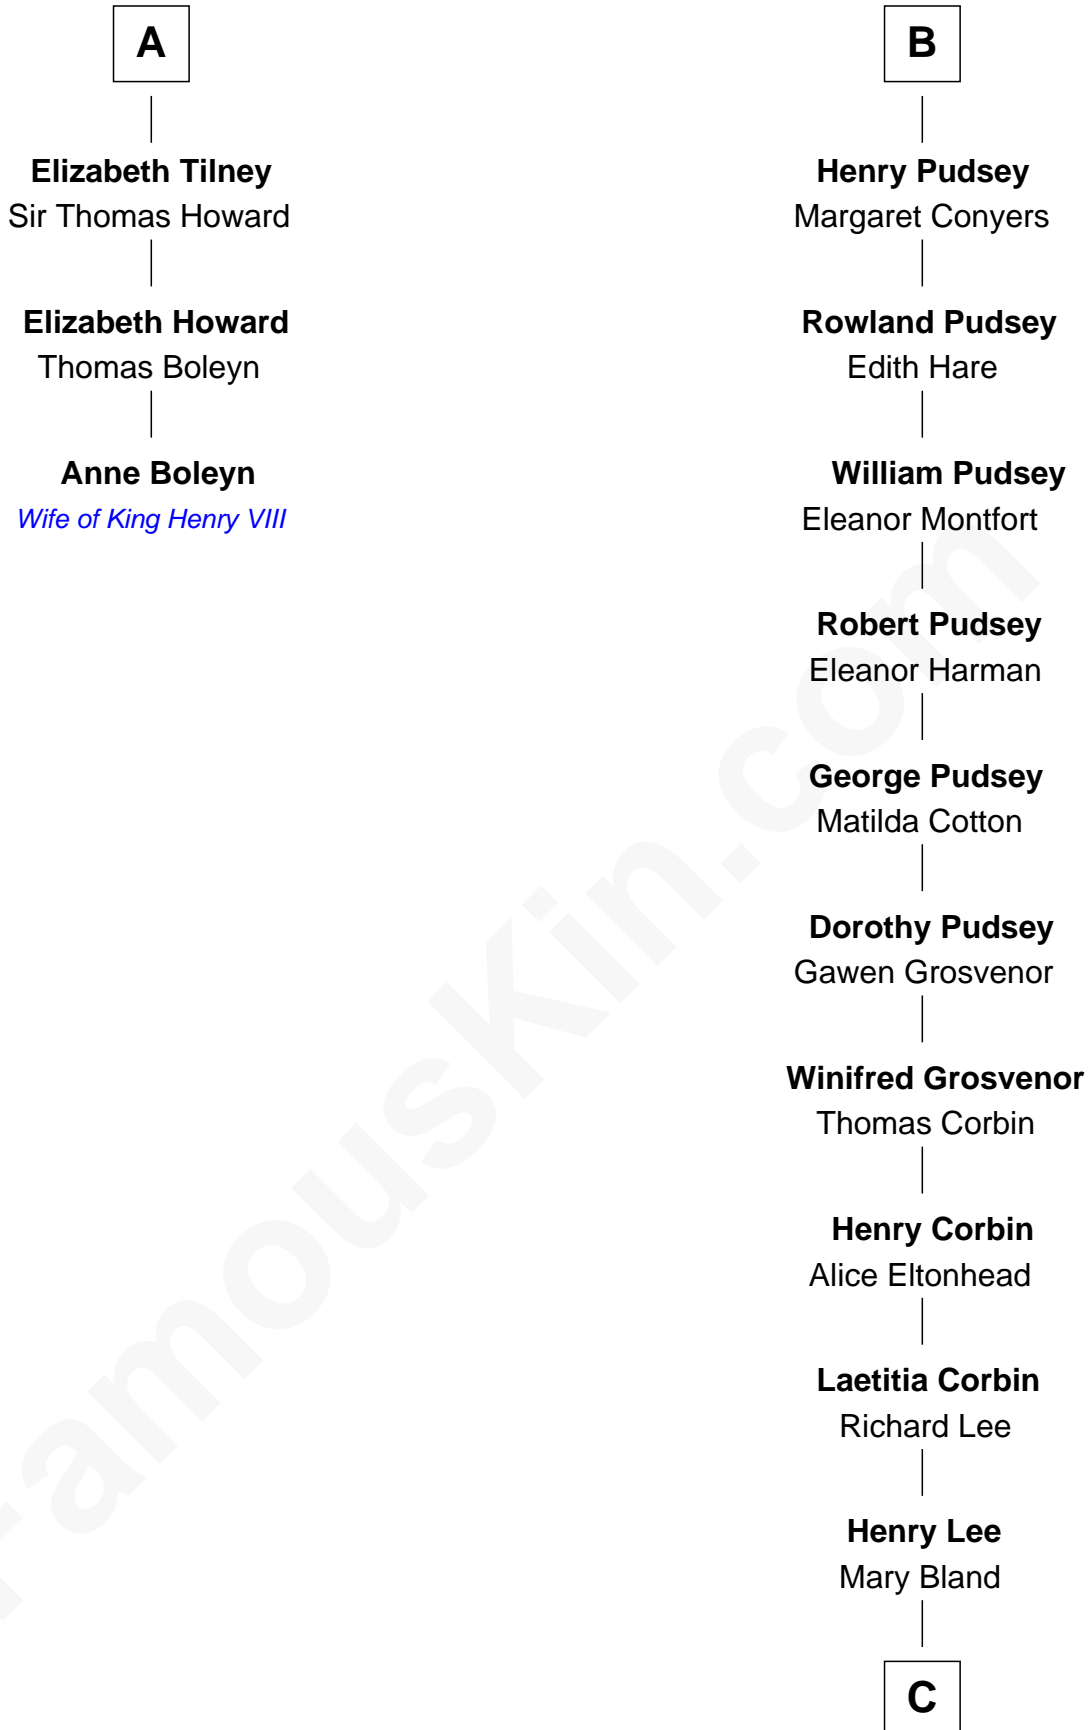 A
Elizabeth Tilney
Sir Thomas Howard
Elizabeth Howard
Thomas Boleyn
Anne Boleyn
Wife of King Henry VIII
B
Henry Pudsey
Margaret Conyers
Rowland Pudsey
Edith Hare
William Pudsey
Eleanor Montfort
Robert Pudsey
Eleanor Harman
George Pudsey
Matilda Cotton
Dorothy Pudsey
Gawen Grosvenor
Winifred Grosvenor
Thomas Corbin
Henry Corbin
Alice Eltonhead
Laetitia Corbin
Richard Lee
Henry Lee
Mary Bland
C
FamousKin.com